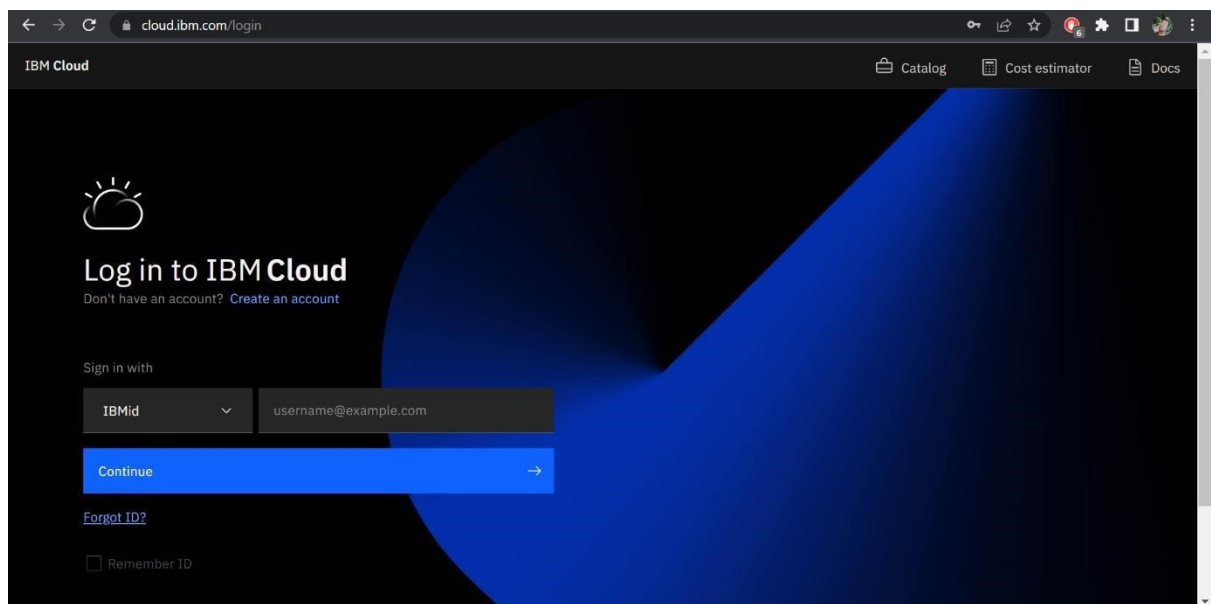 cloud.ibm.com/login
6
IBM Cloud
Catalog
Cost estimator
Docs
Log in to IBM Cloud
Don't have an account? Create an account
Sign in with
IBMid
username@example.com
Continue
Forgot ID?
Remember ID